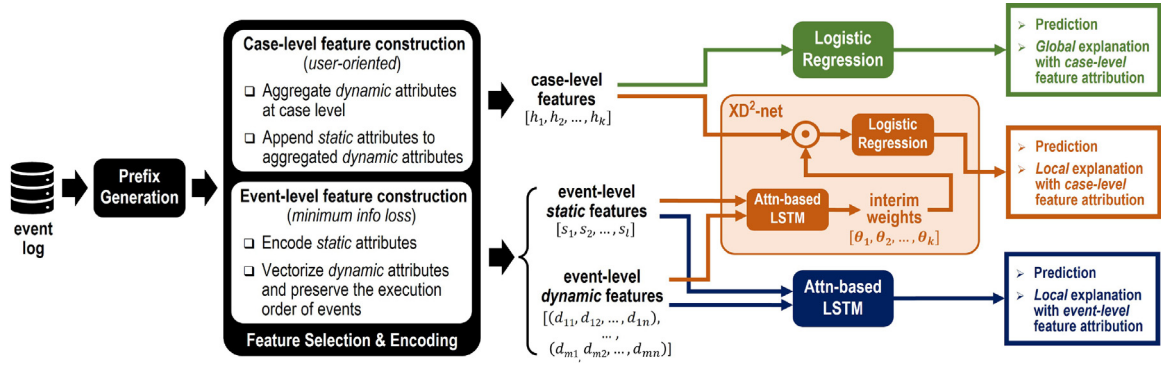 event
log
Prefix
Generation
Case-level feature construction
(user-oriented)
❑ Aggregate dynamic attributes
at case level
❑ Append static attributes to
aggregated dynamic attributes
Event-level feature construction
(minimum info loss)
❑ Encode static attributes
❑ Vectorize dynamic attributes
and preserve the execution
order of events
Feature Selection & Encoding
case-level
features
[h₁, h₂, … , hₖ]
event-level
static features
[s₁, s₂, … , sₗ]
event-level
dynamic features
[(d₁₁, d₁₂, … , d₁ₙ),
… ,
(dₘ₁, dₘ₂, … , dₘₙ)]
Logistic
Regression
XD²-net
Logistic
Regression
Attn-based
LSTM
interim
weights
[θ₁, θ₂, … , θₖ]
Attn-based
LSTM
➢ Prediction
➢ Global explanation
with case-level
feature attribution
➢ Prediction
➢ Local explanation
with case-level
feature attribution
➢ Prediction
➢ Local explanation
with event-level
feature attribution